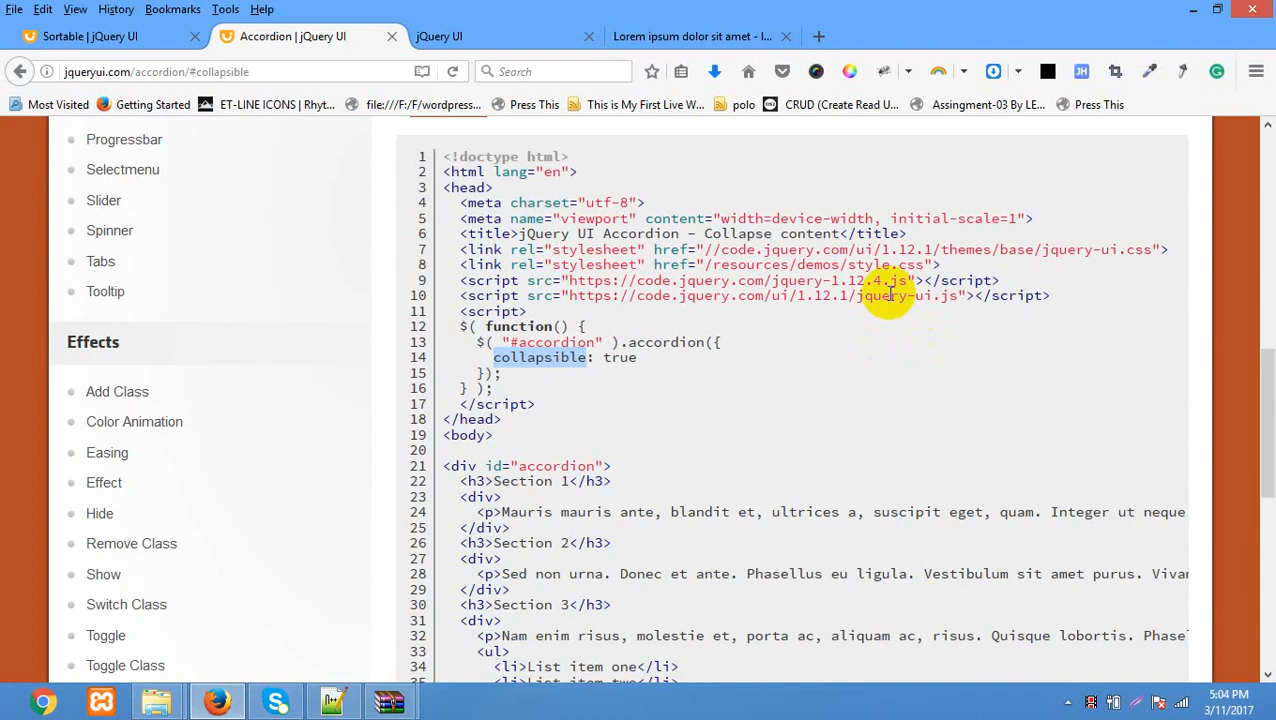 File Edit View History Bookmarks Tools Help
Sortable | jQuery UI Accordion | jQuery UI jQuery UI Lorem ipsum dolor sit amet - l...
jqueryui.com/accordion/#collapsible Search
Most Visited Getting Started ET-LINE ICONS | Rhyt... file:///F:/F/wordpress... Press This This is My First Live W... polo CRUD (Create Read U... Assingment-03 By LE... Press This
Progressbar
Selectmenu
Slider
Spinner
Tabs
Tooltip
Effects
Add Class
Color Animation
Easing
Effect
Hide
Remove Class
Show
Switch Class
Toggle
Toggle Class
1 <!doctype html>
2 <html lang="en">
3 <head>
4 <meta charset="utf-8">
5 <meta name="viewport" content="width=device-width, initial-scale=1">
6 <title>jQuery UI Accordion - Collapse content</title>
7 <link rel="stylesheet" href="//code.jquery.com/ui/1.12.1/themes/base/jquery-ui.css">
8 <link rel="stylesheet" href="/resources/demos/style.css">
9 <script src="https://code.jquery.com/jquery-1.12.4.js"></script>
10 <script src="https://code.jquery.com/ui/1.12.1/jquery-ui.js"></script>
11 <script>
12 $( function() {
13 $( "#accordion" ).accordion({
14 collapsible: true
15 });
16 } );
17 </script>
18 </head>
19 <body>
20
21 <div id="accordion">
22 <h3>Section 1</h3>
23 <div>
24 <p>Mauris mauris ante, blandit et, ultrices a, suscipit eget, quam. Integer ut neque
25 </div>
26 <h3>Section 2</h3>
27 <div>
28 <p>Sed non urna. Donec et ante. Phasellus eu ligula. Vestibulum sit amet purus. Vivam
29 </div>
30 <h3>Section 3</h3>
31 <div>
32 <p>Nam enim risus, molestie et, porta ac, aliquam ac, risus. Quisque lobortis. Phasel
33 <ul>
34 <li>List item one</li>
35 <li>List item two</li>
JH
5:04 PM
3/11/2017